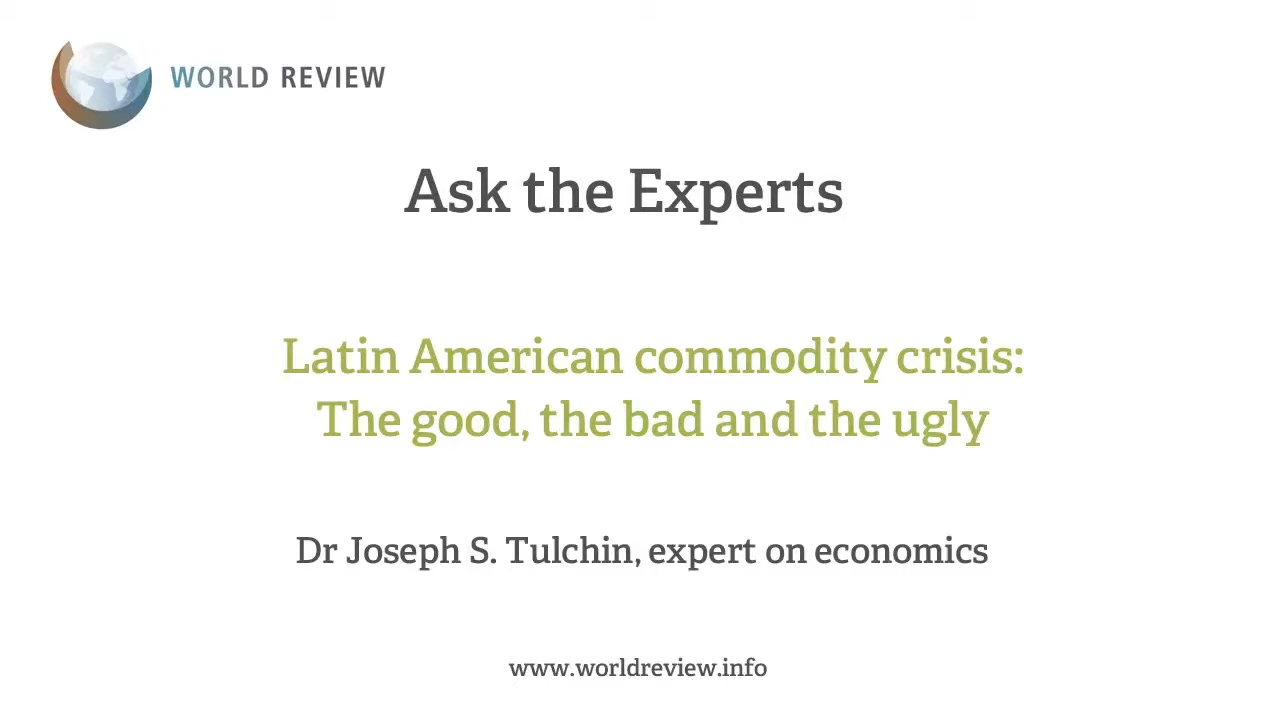 WORLD REVIEW
Ask the Experts
Latin American commodity crisis:
The good, the bad and the ugly
Dr Joseph S. Tulchin, expert on economics
www.worldreview.info